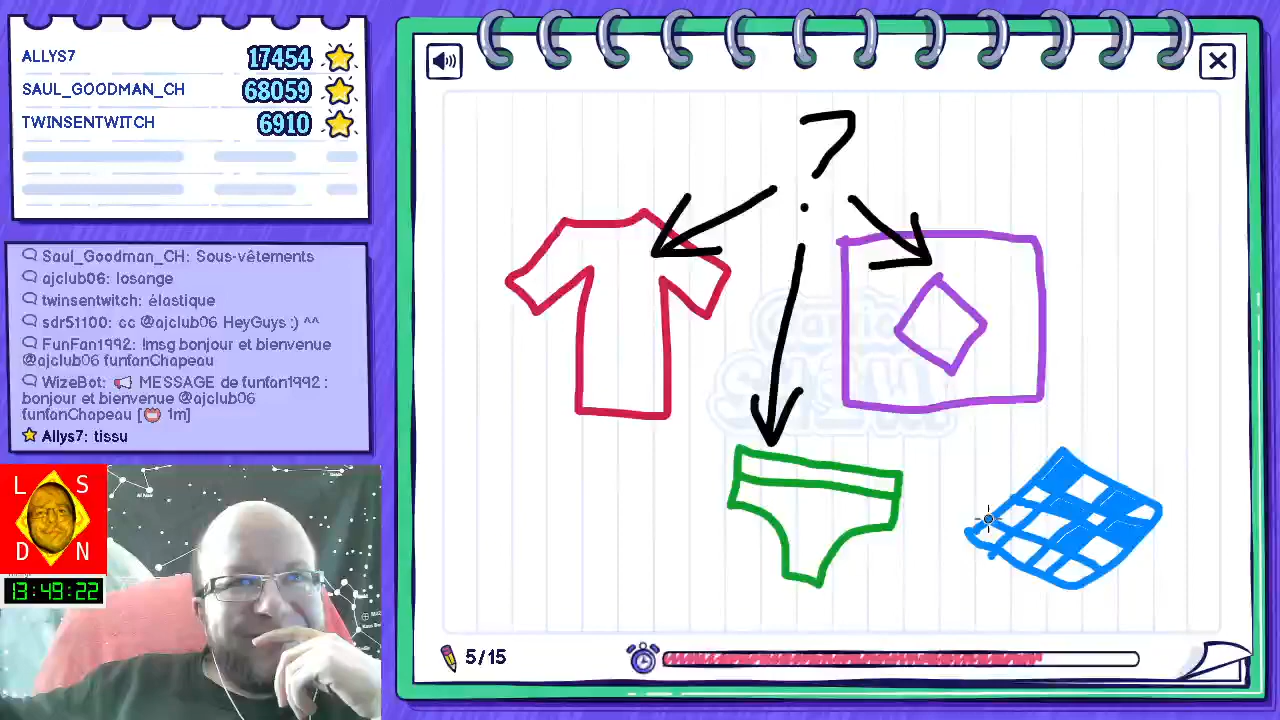 ALLYS7 17454
SAUL_GOODMAN_CH 68059
TWINSENTWITCH 6910
Saul_Goodman_CH: Sous-vêtements
ajclub06: losange
twinsentwitch: élastique
sdr51100: cc @ajclub06 HeyGuys :) ^^
FunFan1992: !msg bonjour et bienvenue
@ajclub06 funfanChapeau
WizeBot: 📢 MESSAGE de funfan1992 :
bonjour et bienvenue @ajclub06
funfanChapeau [⏰ 1m]
Allys7: tissu
L S
D N
13:49:22
?
5/15